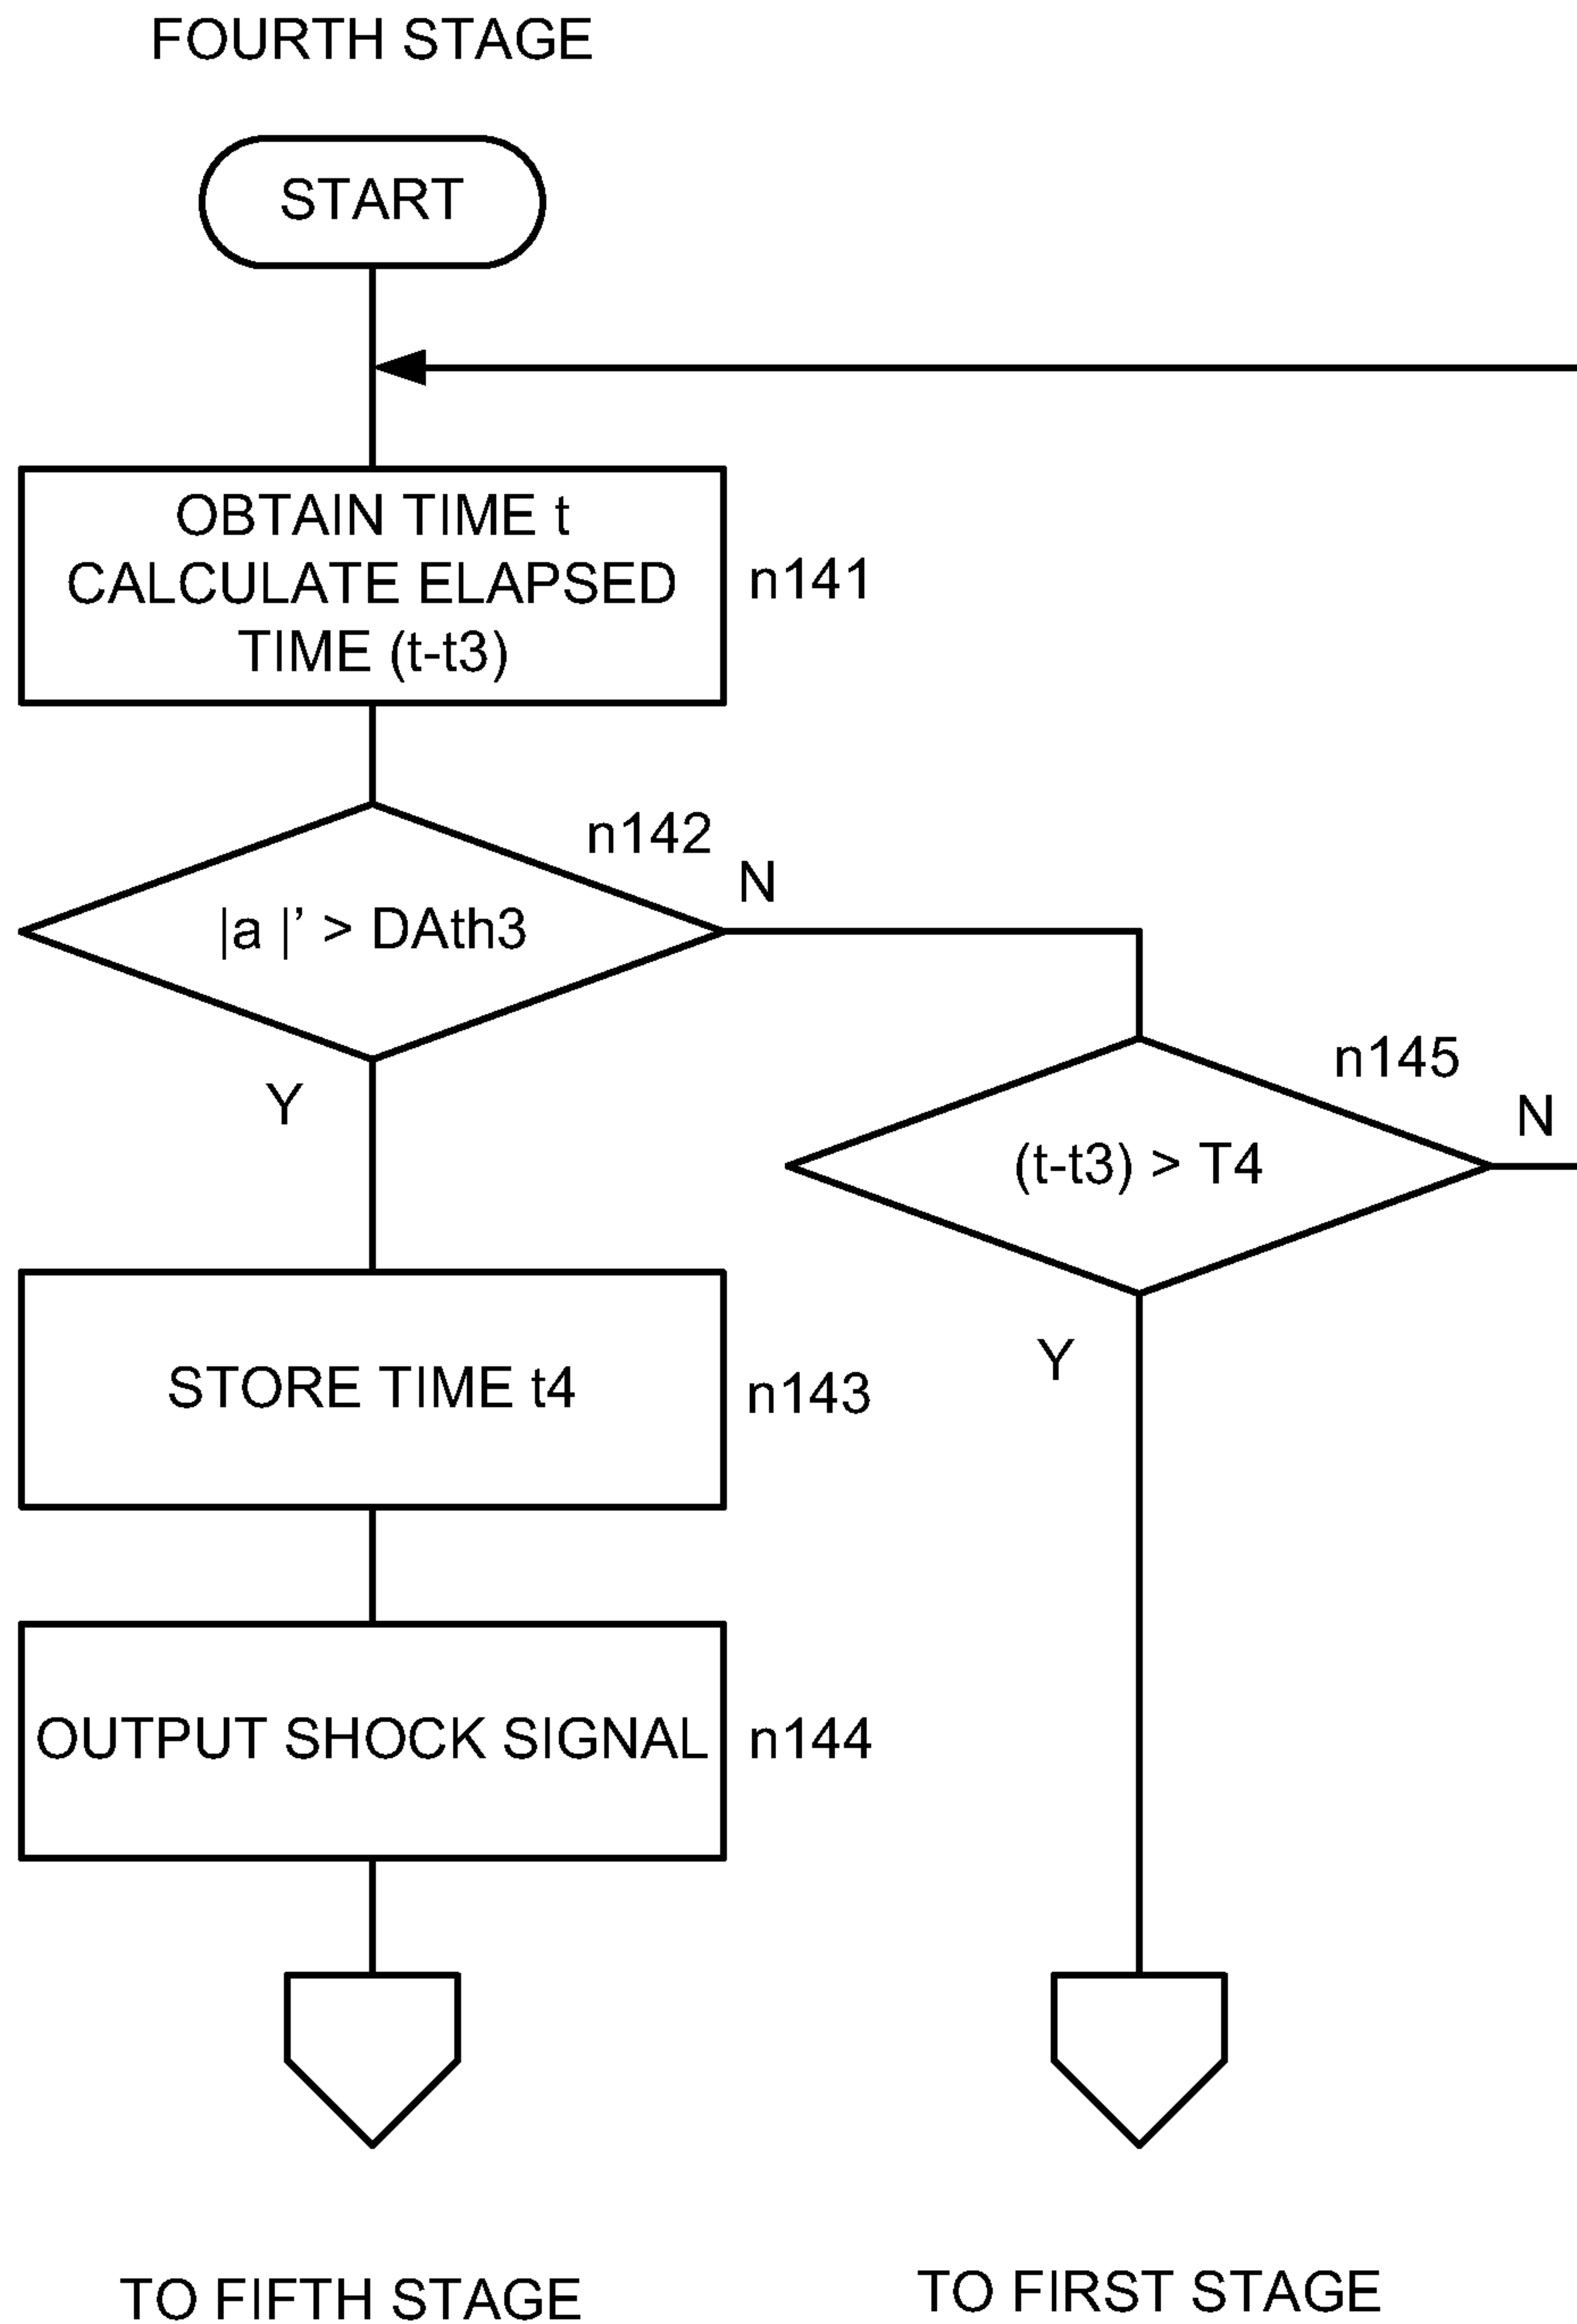 FOURTH STAGE
START
OBTAIN TIME t
CALCULATE ELAPSED
TIME (t-t3)
n141
n142
N
|a |’ > DAth3
Y
n145
N
(t-t3) > T4
Y
STORE TIME t4
n143
OUTPUT SHOCK SIGNAL
n144
TO FIFTH STAGE
TO FIRST STAGE